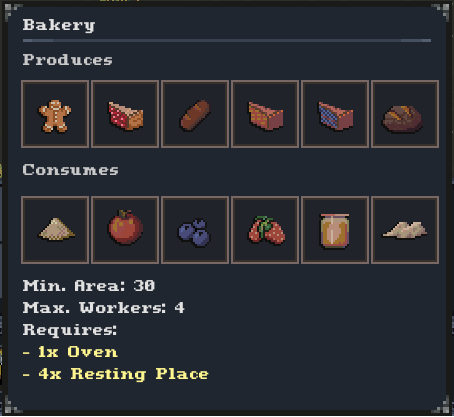 Bakery
Produces
Consumes
Min. Area: 30
Max. Workers: 4
Requires:
- 1x Oven
- 4x Resting Place